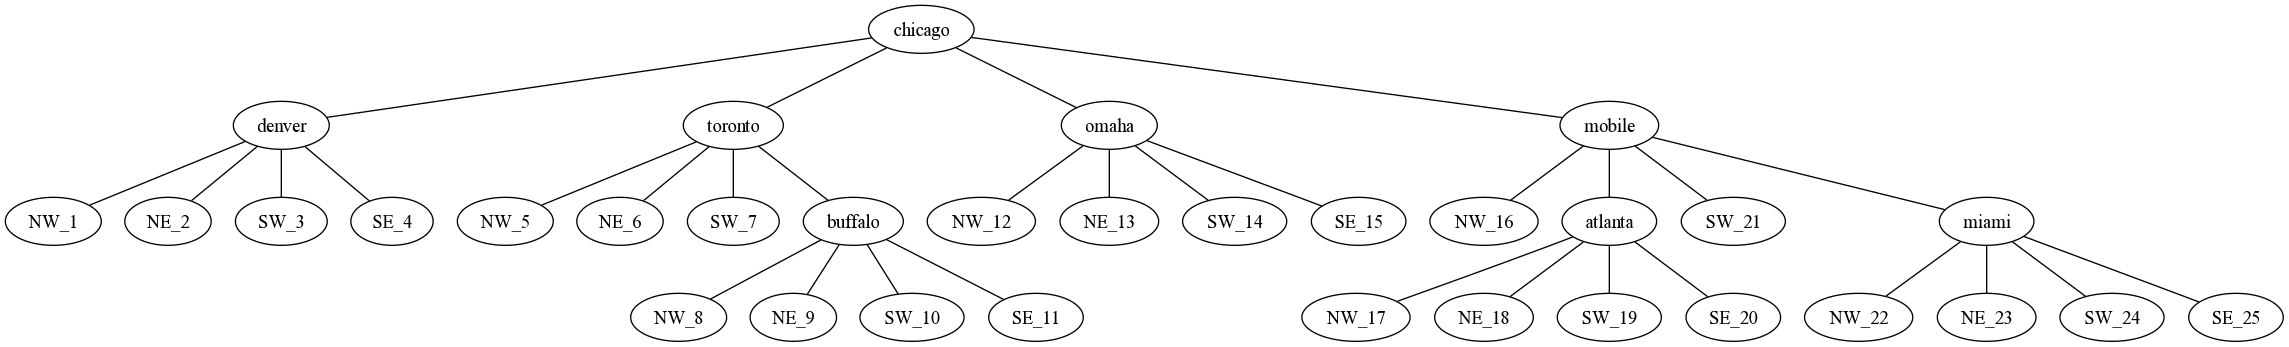 chicago
denver toronto omaha mobile
NW_1 NE_2 SW_3 SE_4 NW_5 NE_6 SW_7 buffalo NW_12 NE_13 SW_14 SE_15 NW_16 atlanta SW_21 miami
NW_8 NE_9 SW_10 SE_11 NW_17 NE_18 SW_19 SE_20 NW_22 NE_23 SW_24 SE_25